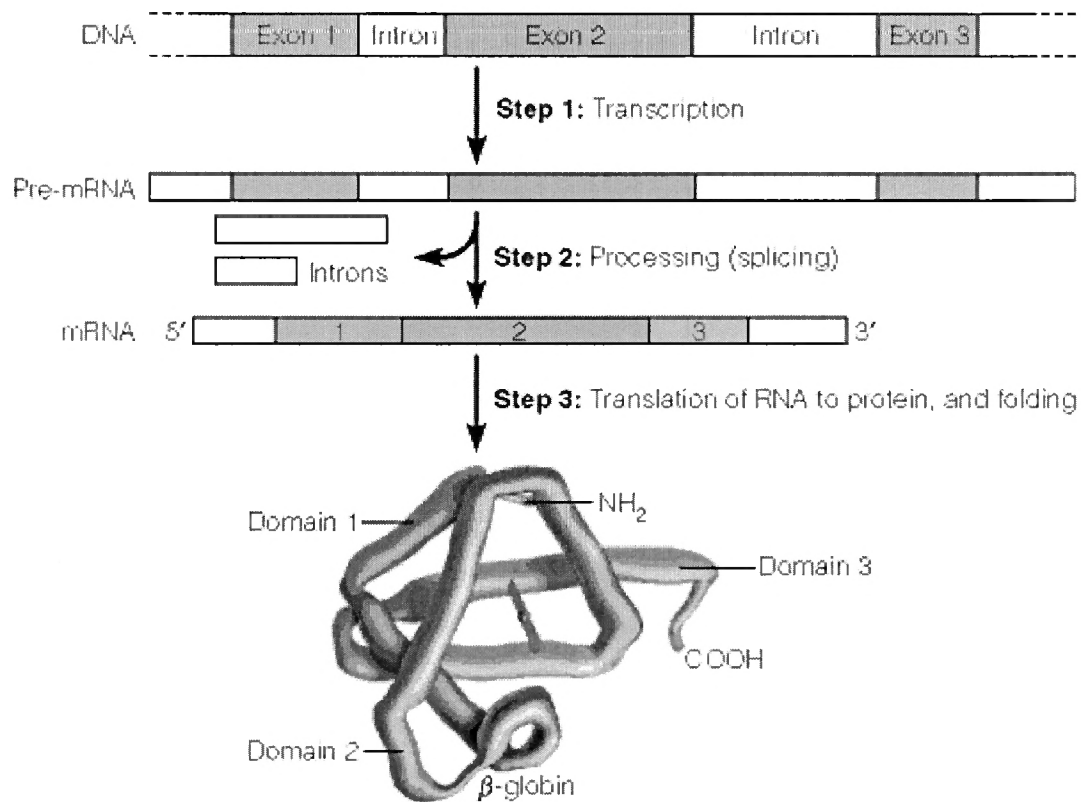 DNA Exon 1 Intron Exon 2 Intron Exon 3
Step 1: Transcription
Pre-mRNA
Step 2: Processing (splicing)
Introns
mRNA 5′ 1 2 3 3′
Step 3: Translation of RNA to protein, and folding
NH2
Domain 1
Domain 3
COOH
Domain 2
β-globin